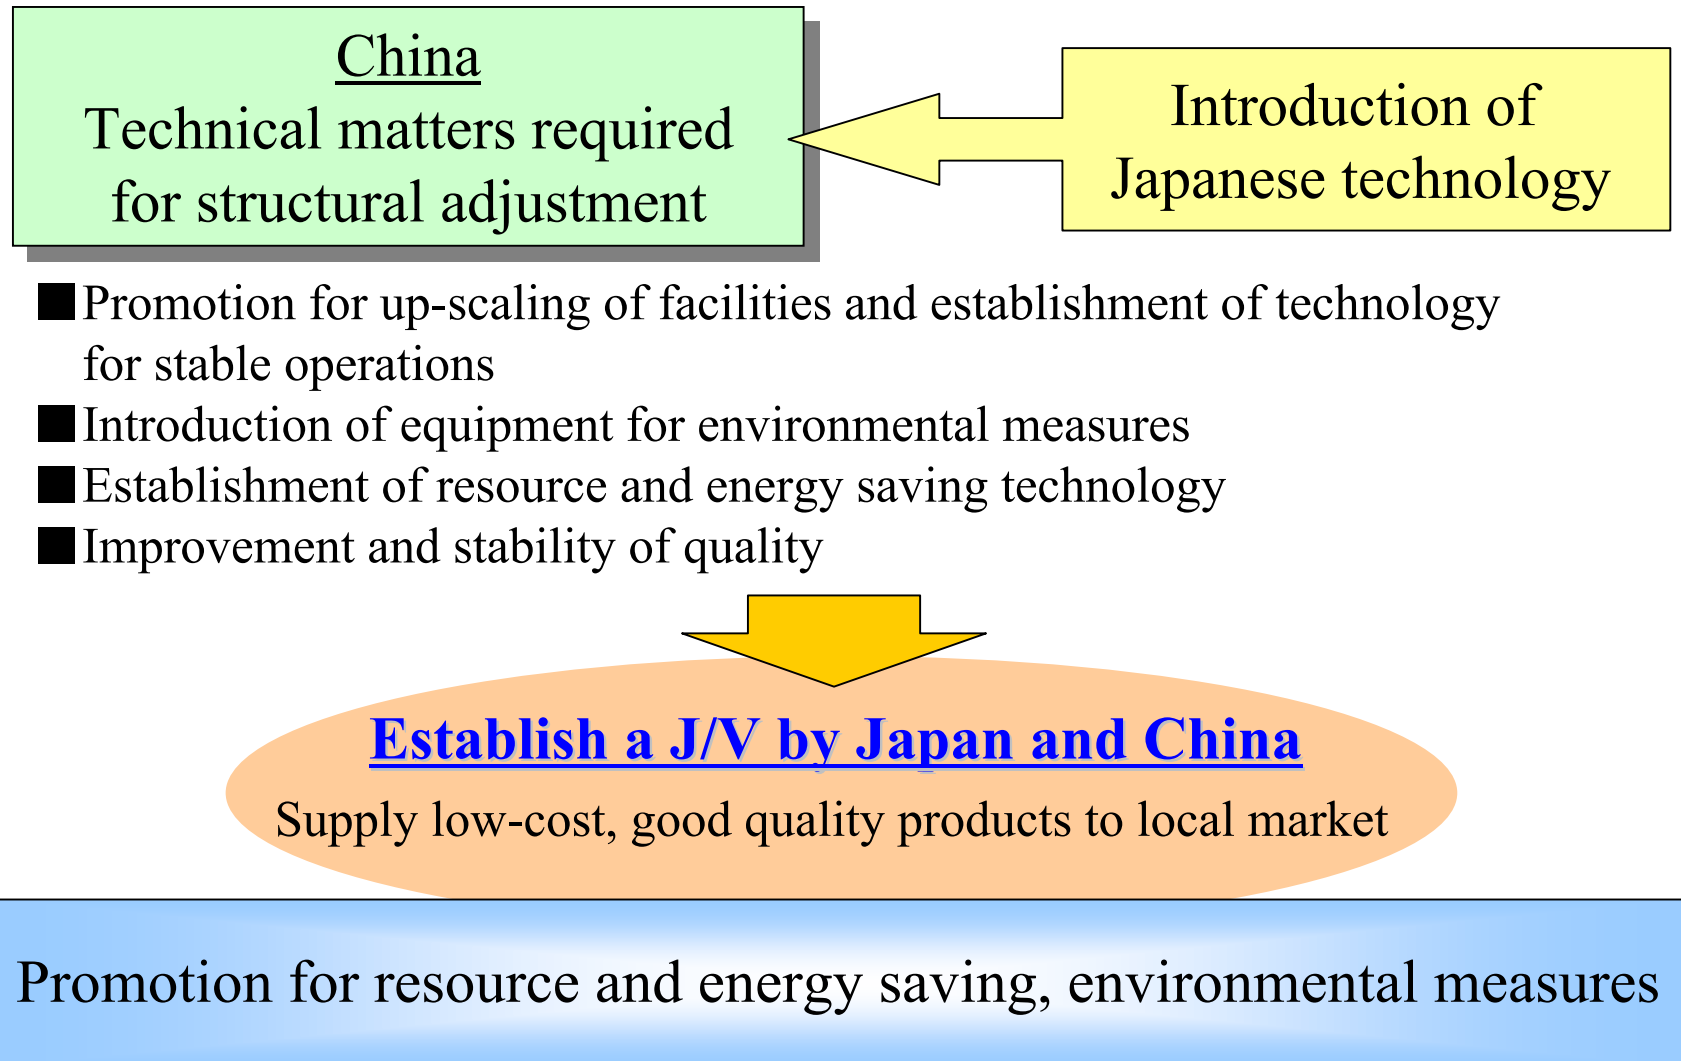 China
Technical matters required
for structural adjustment
Introduction of
Japanese technology
■Promotion for up-scaling of facilities and establishment of technology
for stable operations
■Introduction of equipment for environmental measures
■Establishment of resource and energy saving technology
■Improvement and stability of quality
Establish a J/V by Japan and China
Supply low-cost, good quality products to local market
Promotion for resource and energy saving, environmental measures